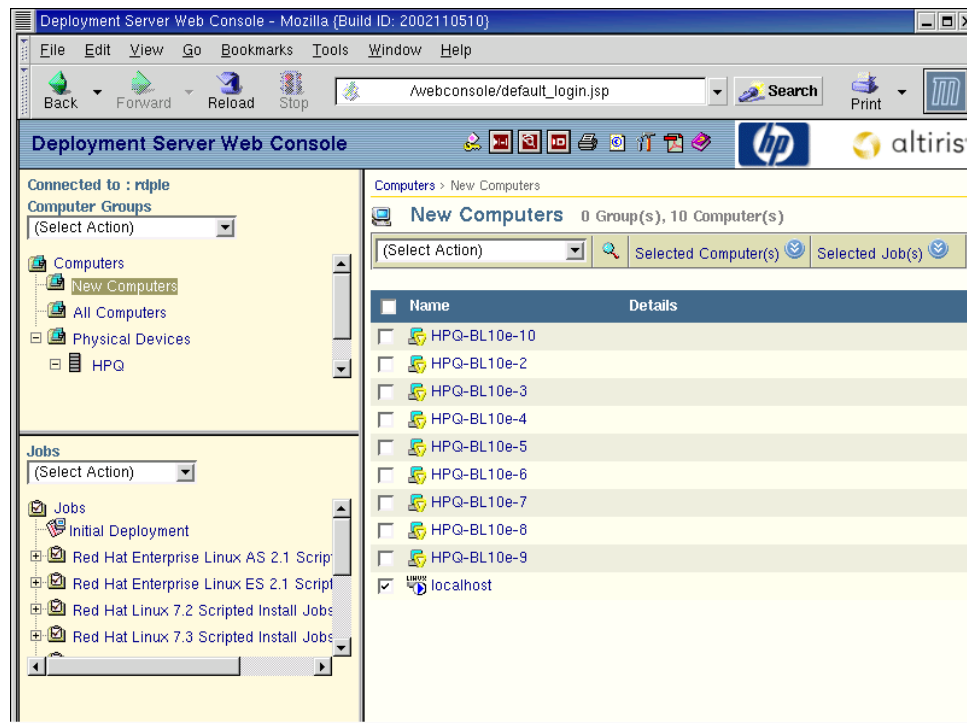 Deployment Server Web Console - Mozilla {Build ID: 2002110510}
File Edit View Go Bookmarks Tools Window Help
Back Forward Reload Stop /webconsole/default_login.jsp Search Print
Deployment Server Web Console hp altiris
Connected to : rdple
Computer Groups
(Select Action)
Computers
New Computers
All Computers
Physical Devices
HPQ
Jobs
(Select Action)
Jobs
Initial Deployment
Red Hat Enterprise Linux AS 2.1 Scrip
Red Hat Enterprise Linux ES 2.1 Script
Red Hat Linux 7.2 Scripted Install Jobs
Red Hat Linux 7.3 Scripted Install Jobs
Computers > New Computers
New Computers 0 Group(s), 10 Computer(s)
(Select Action) Selected Computer(s) Selected Job(s)
Name Details
HPQ-BL10e-10
HPQ-BL10e-2
HPQ-BL10e-3
HPQ-BL10e-4
HPQ-BL10e-5
HPQ-BL10e-6
HPQ-BL10e-7
HPQ-BL10e-8
HPQ-BL10e-9
LINUX localhost